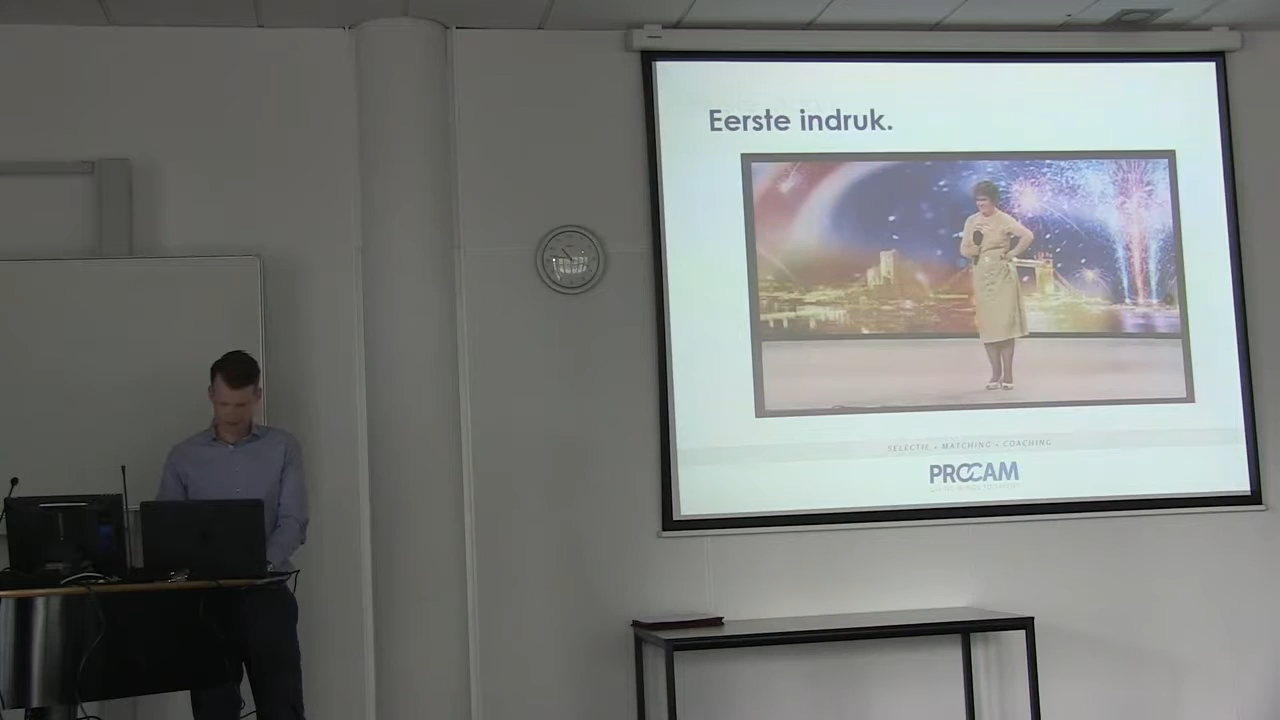 Eerste indruk.
SELECTIE • MATCHING • COACHING
PROCAM